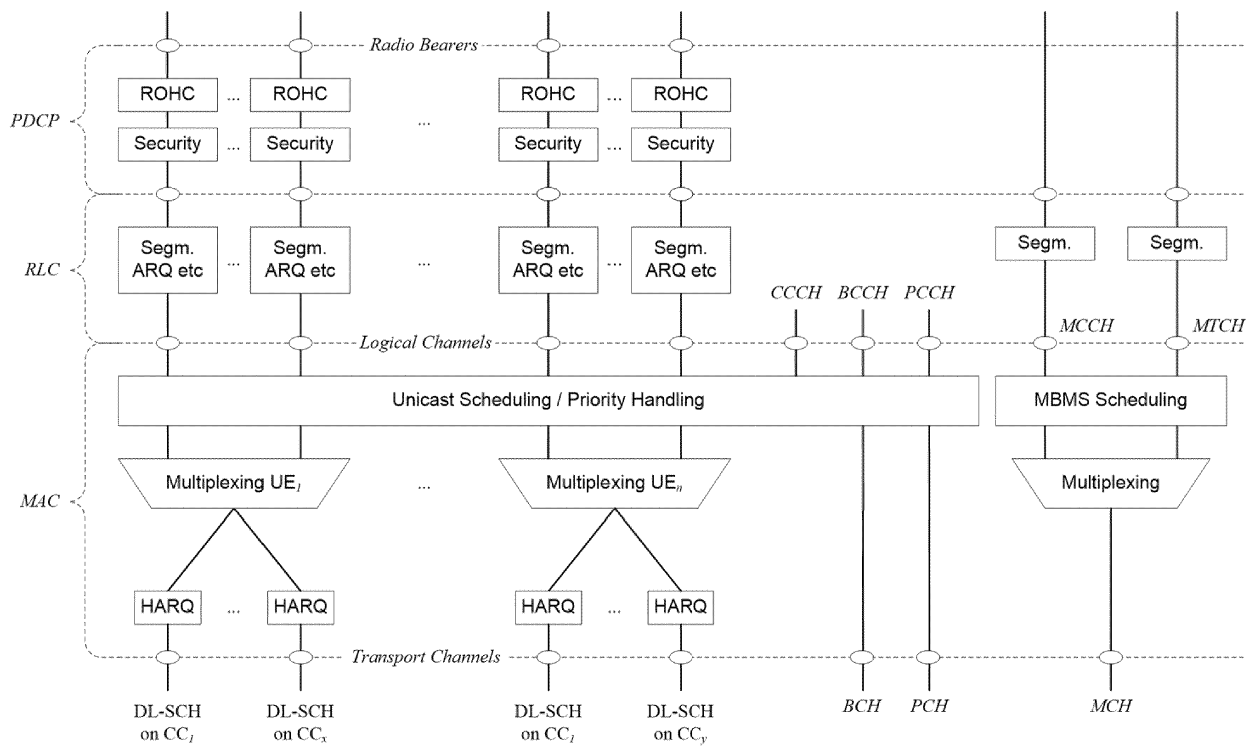 Radio Bearers
ROHC ... ROHC ROHC ... ROHC
PDCP ...
Security ... Security Security ... Security
Segm. Segm.
Segm. ARQ etc ... Segm. ARQ etc ... Segm. ARQ etc ... Segm. ARQ etc
RLC
CCCH BCCH PCCH
MCCH MTCH
Logical Channels
Unicast Scheduling / Priority Handling MBMS Scheduling
Multiplexing UE1 ... Multiplexing UEn Multiplexing
MAC
HARQ ... HARQ HARQ ... HARQ
Transport Channels
DL-SCH DL-SCH DL-SCH DL-SCH BCH PCH MCH
on CC1 on CCx on CC1 on CCy